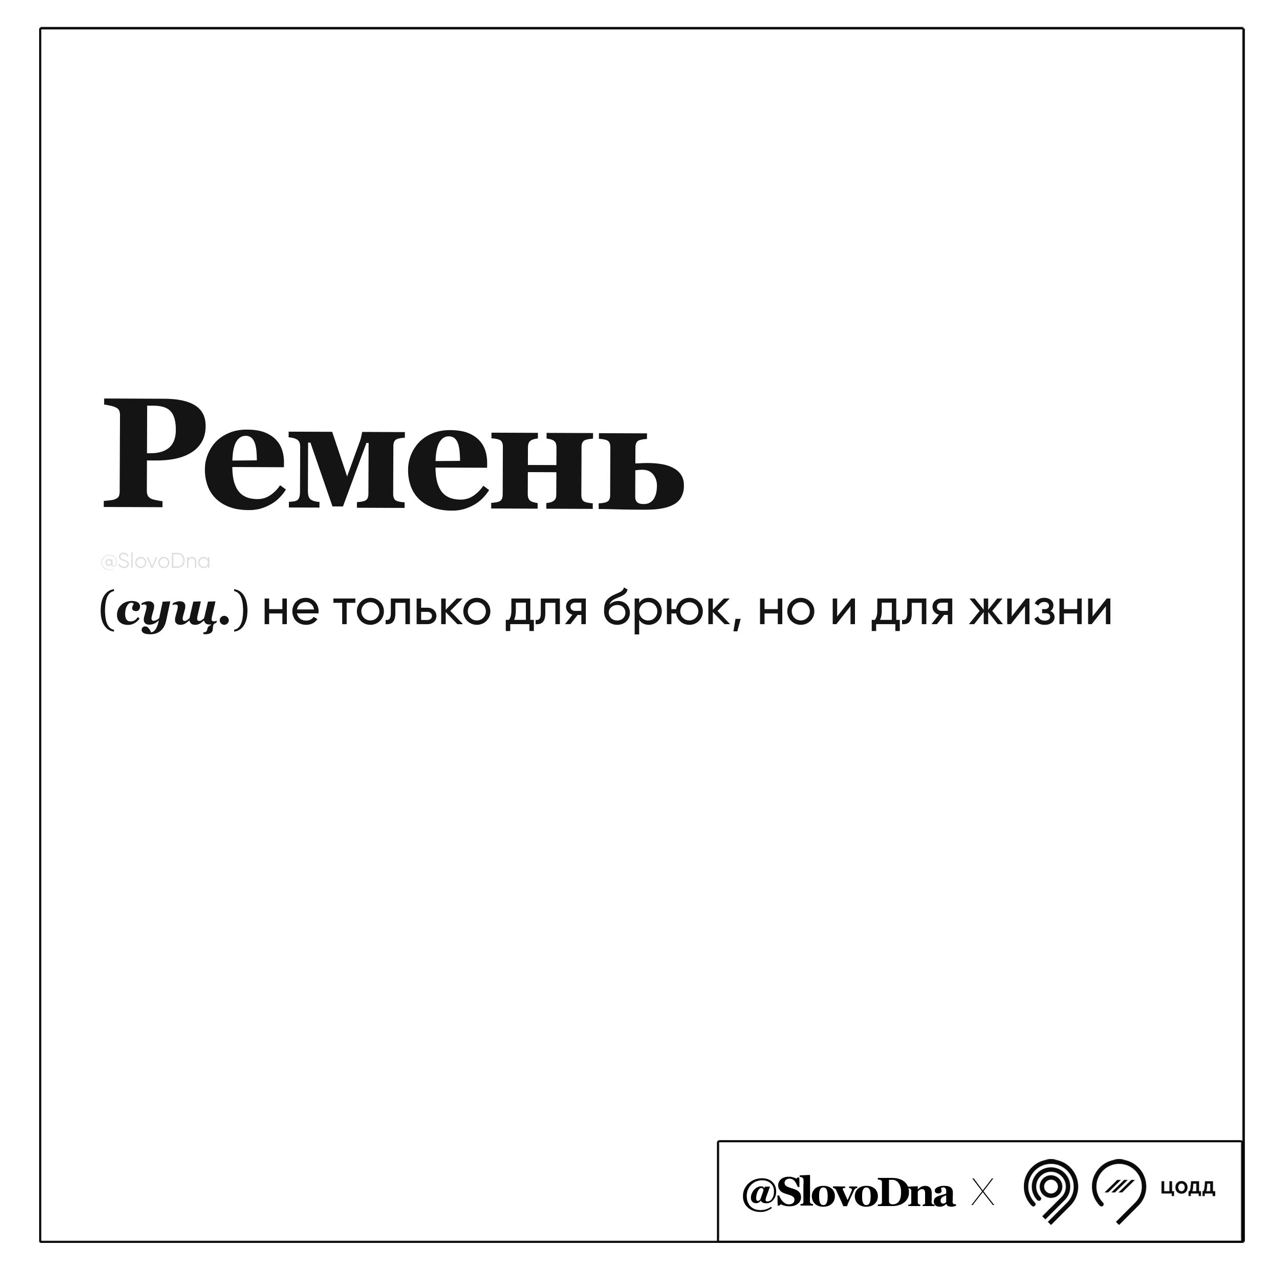 Ремень
@SlovoDna
(сущ.) не только для брюк, но и для жизни
@SlovoDna X ЦОДД